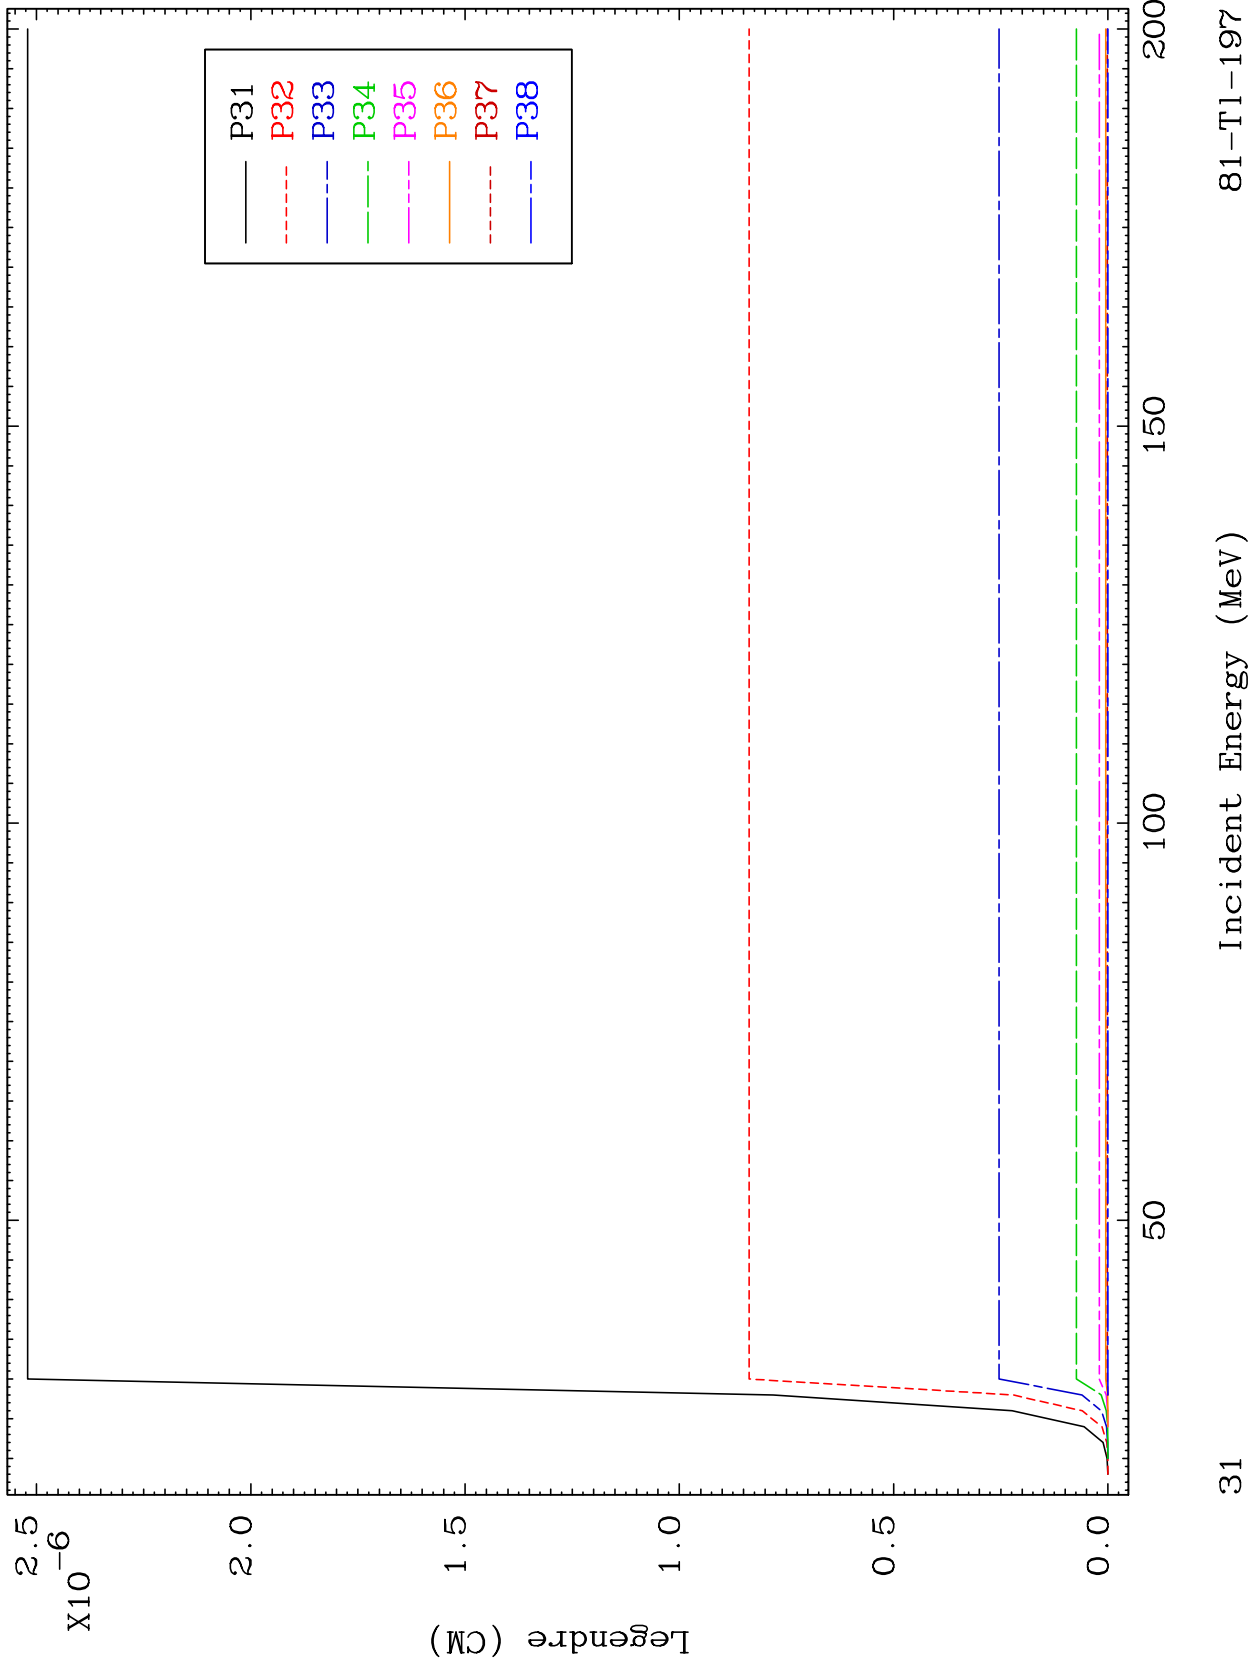 2.5
X10-6
2.0
1.5
1.0
0.5
0.0
Legendre (CM)
P31
P32
P33
P34
P35
P36
P37
P38
50
100
150
200
Incident Energy (MeV)
31
81-Tl-197